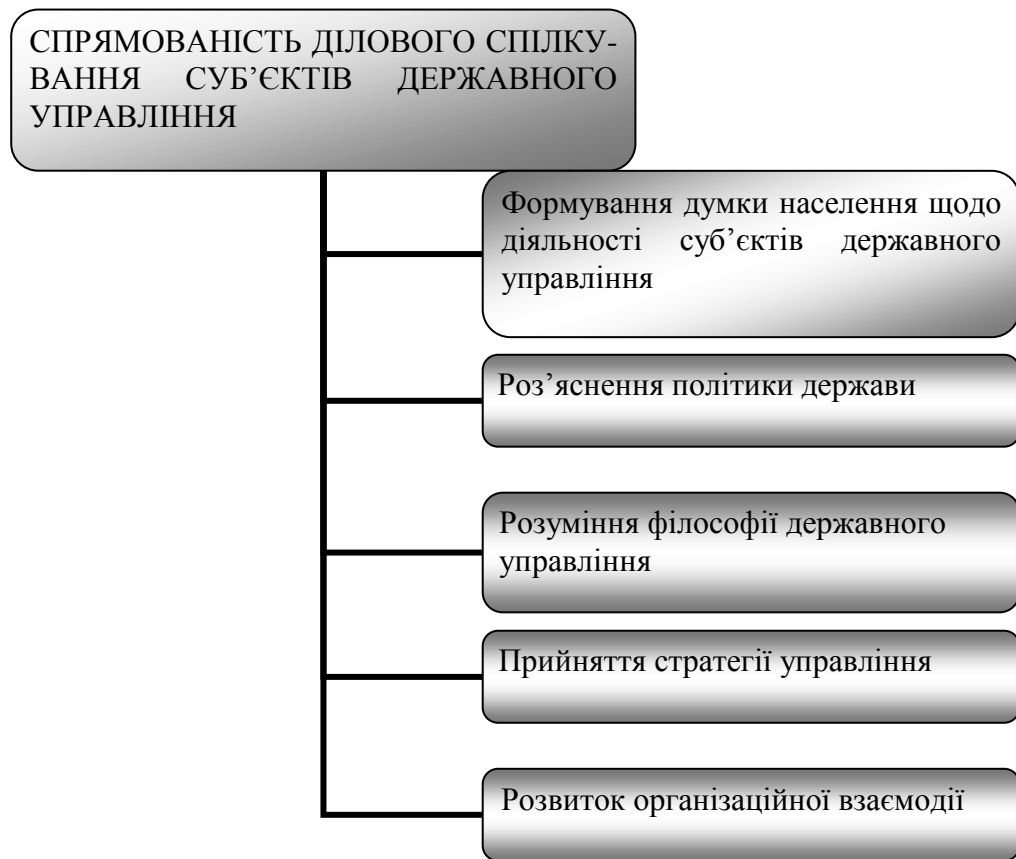 СПРЯМОВАНІСТЬ ДІЛОВОГО СПІЛКУ-
ВАННЯ СУБ’ЄКТІВ ДЕРЖАВНОГО
УПРАВЛІННЯ
Формування думки населення щодо
діяльності суб’єктів державного
управління
Роз’яснення політики держави
Розуміння філософії державного
управління
Прийняття стратегії управління
Розвиток організаційної взаємодії